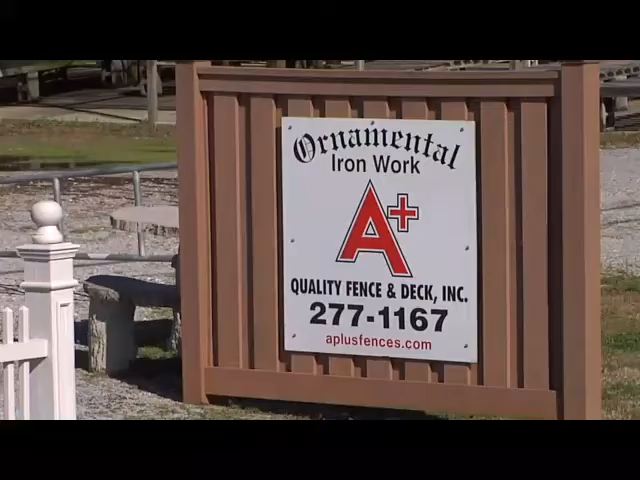 Ornamental
Iron Work
A+
QUALITY FENCE & DECK, INC.
277-1167
aplusfences.com